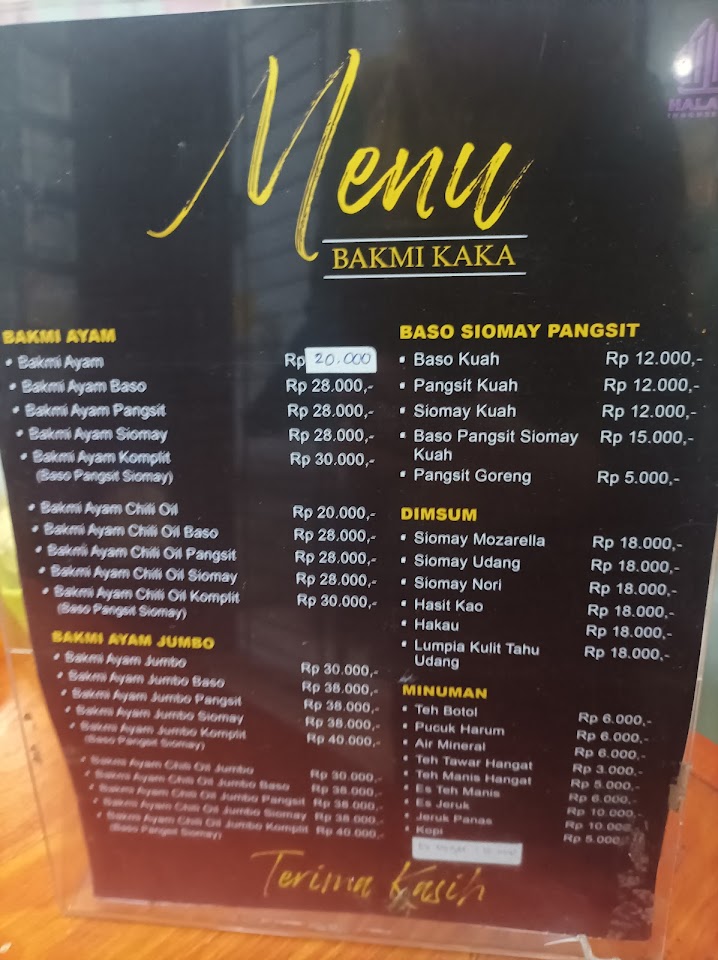 HALAL
Menu
BAKMI KAKA
BAKMI AYAM
• Bakmi Ayam Rp 20.000
• Bakmi Ayam Baso Rp 28.000,-
• Bakmi Ayam Pangsit Rp 28.000,-
• Bakmi Ayam Siomay Rp 28.000,-
• Bakmi Ayam Komplit Rp 30.000,-
(Baso Pangsit Siomay)
• Bakmi Ayam Chili Oil Rp 20.000,-
• Bakmi Ayam Chili Oil Baso Rp 28.000,-
• Bakmi Ayam Chili Oil Pangsit Rp 28.000,-
• Bakmi Ayam Chili Oil Siomay Rp 28.000,-
• Bakmi Ayam Chili Oil Komplit Rp 30.000,-
(Baso Pangsit Siomay)
BAKMI AYAM JUMBO
• Bakmi Ayam Jumbo Rp 30.000,-
• Bakmi Ayam Jumbo Baso Rp 38.000,-
• Bakmi Ayam Jumbo Pangsit Rp 38.000,-
• Bakmi Ayam Jumbo Siomay Rp 38.000,-
• Bakmi Ayam Jumbo Komplit Rp 40.000,-
(Baso Pangsit Siomay)
• Bakmi Ayam Chili Oil Jumbo Rp 30.000,-
• Bakmi Ayam Chili Oil Jumbo Baso Rp 38.000,-
• Bakmi Ayam Chili Oil Jumbo Pangsit Rp 38.000,-
• Bakmi Ayam Chili Oil Jumbo Siomay Rp 38.000,-
• Bakmi Ayam Chili Oil Jumbo Komplit Rp 40.000,-
(Baso Pangsit Siomay)
BASO SIOMAY PANGSIT
• Baso Kuah Rp 12.000,-
• Pangsit Kuah Rp 12.000,-
• Siomay Kuah Rp 12.000,-
• Baso Pangsit Siomay Rp 15.000,-
Kuah
• Pangsit Goreng Rp 5.000,-
DIMSUM
• Siomay Mozarella Rp 18.000,-
• Siomay Udang Rp 18.000,-
• Siomay Nori Rp 18.000,-
• Hasit Kao Rp 18.000,-
• Hakau Rp 18.000,-
• Lumpia Kulit Tahu Rp 18.000,-
Udang
MINUMAN
• Teh Botol Rp 6.000,-
• Pucuk Harum Rp 6.000,-
• Air Mineral Rp 6.000,-
• Teh Tawar Hangat Rp 3.000,-
• Teh Manis Hangat Rp 5.000,-
• Es Teh Manis Rp 6.000,-
• Es Jeruk Rp 10.000,-
• Jeruk Panas Rp 10.000,-
• Kopi Rp 5.000,-
Terima Kasih